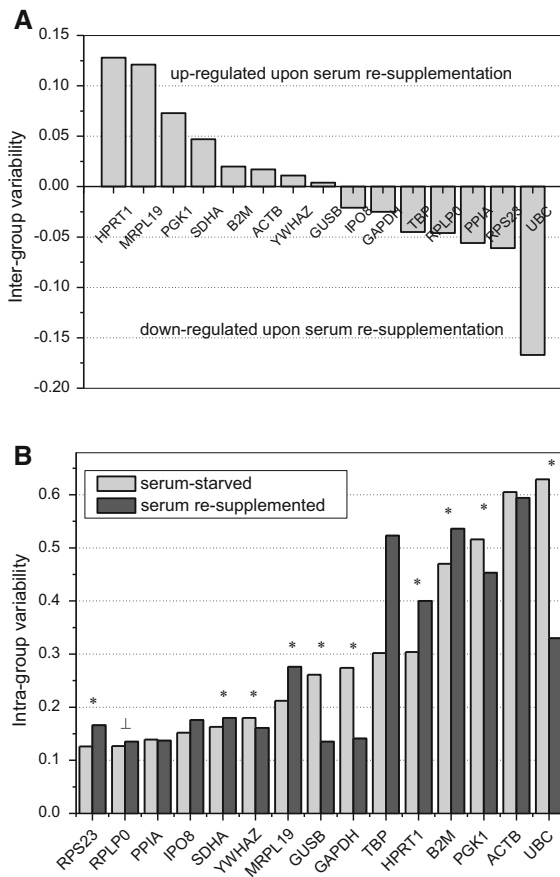 A
0.15
0.10
0.05
0.00
-0.05
-0.10
-0.15
-0.20
Inter-group variability
up-regulated upon serum re-supplementation
HPRT1
MRPL19
PGK1
SDHA
B2M
ACTB
YWHAZ
GUSB
IPO8
GAPDH
TBP
RPLP0
PPIA
RPS23
UBC
down-regulated upon serum re-supplementation
B
serum-starved
serum re-supplemented
0.6
0.5
0.4
0.3
0.2
0.1
0.0
Intra-group variability
* ⊥ * * * * * * * * *
RPS23
RPLP0
PPIA
IPO8
SDHA
YWHAZ
MRPL19
GUSB
GAPDH
TBP
HPRT1
B2M
PGK1
ACTB
UBC